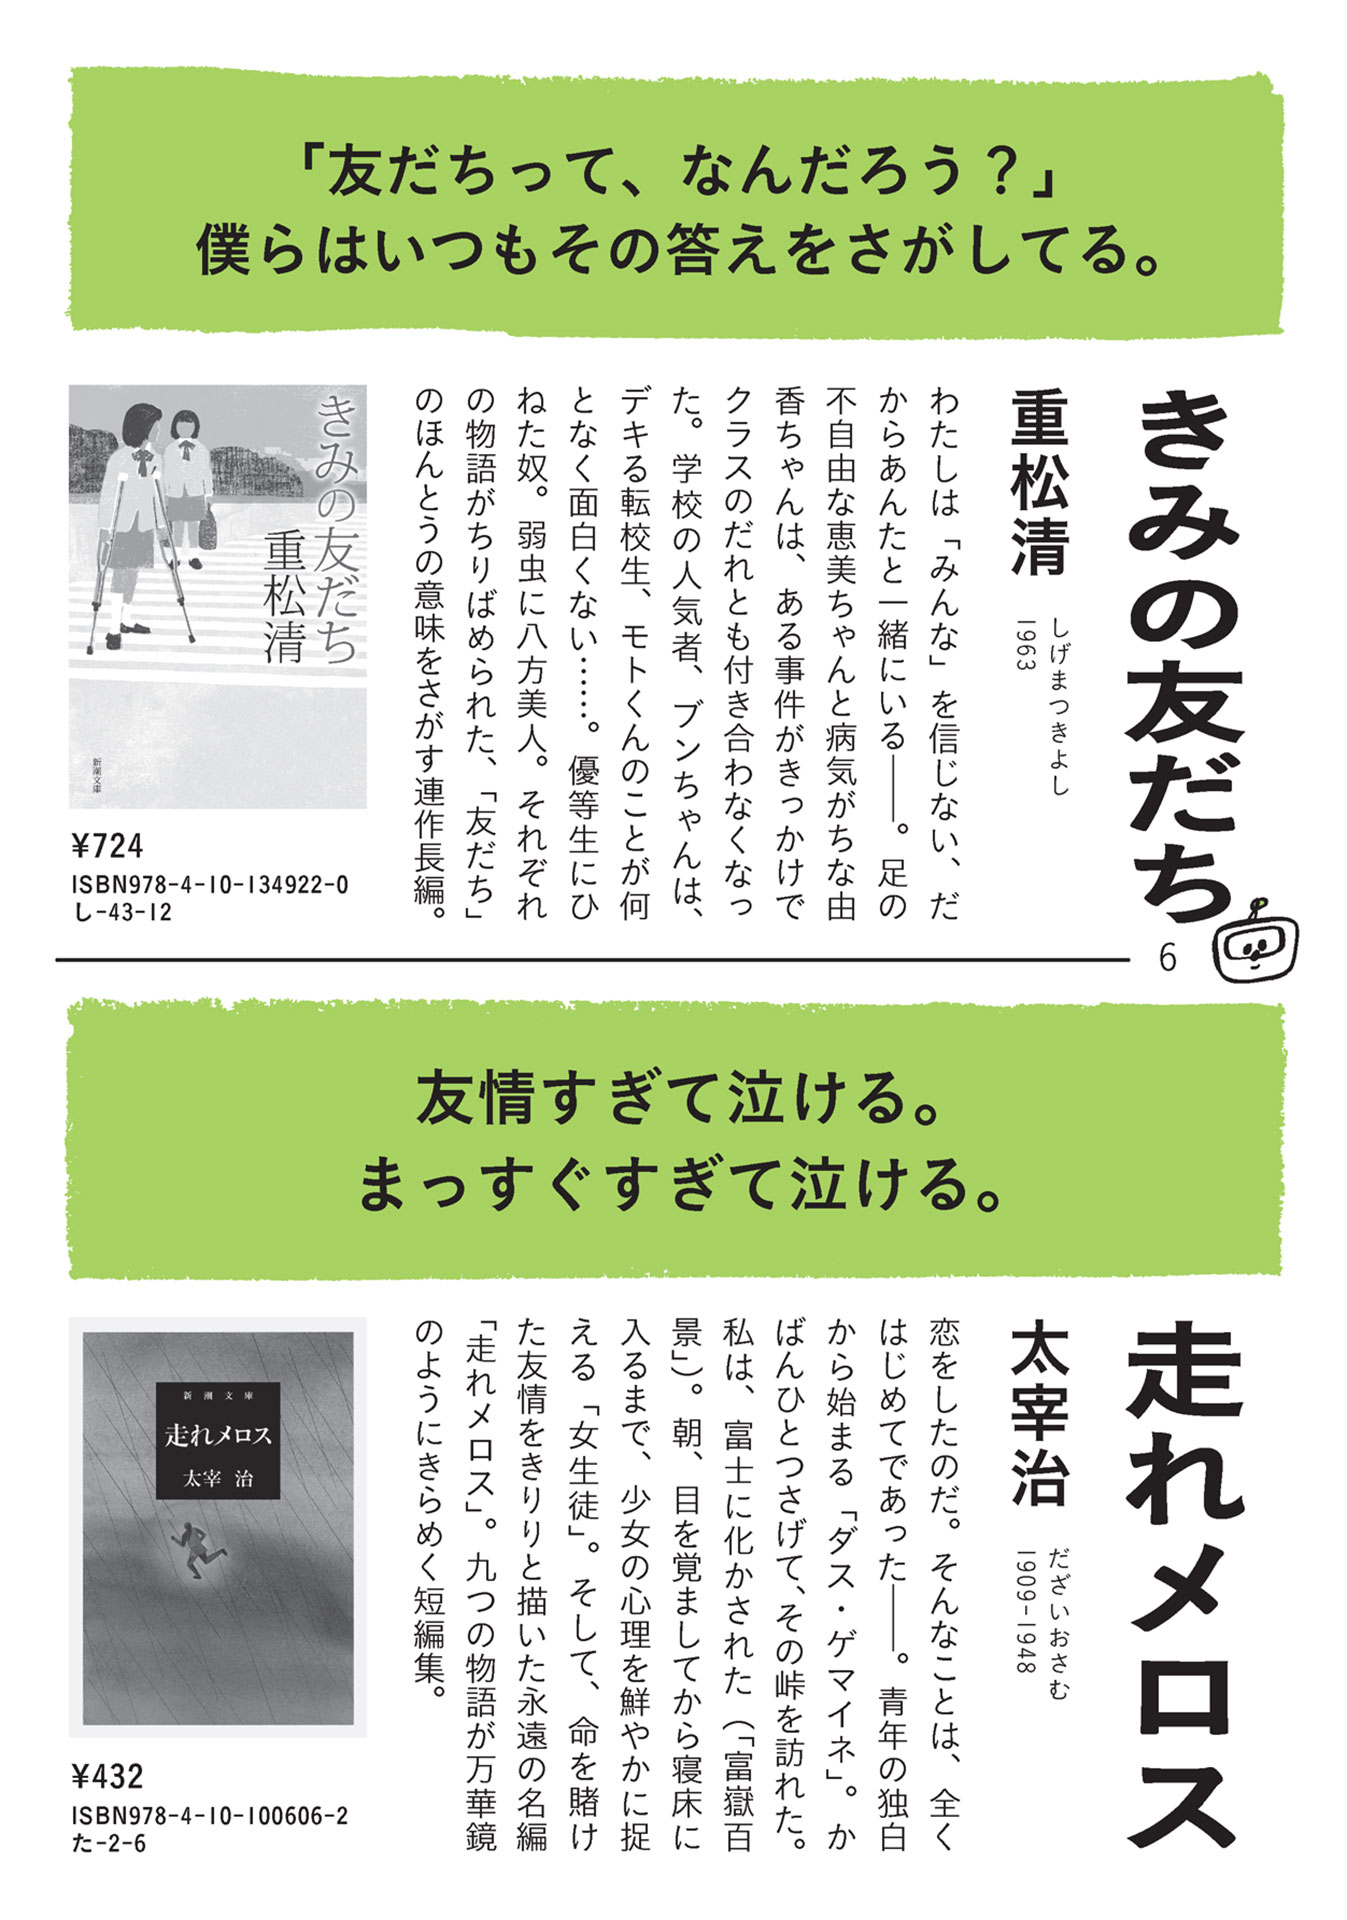 「友だちって、なんだろう？」
僕らはいつもその答えをさがしてる。
きみの友だち
重松清
しげまつきよし
1963
わたしは「みんな」を信じない、だ
からあんたと一緒にいる――。足の
不自由な恵美ちゃんと病気がちな由
香ちゃんは、ある事件がきっかけで
クラスのだれとも付き合わなくなっ
た。学校の人気者、ブンちゃんは、
デキる転校生、モトくんのことが何
となく面白くない……。優等生にひ
ねた奴。弱虫に八方美人。それぞれ
の物語がちりばめられた、「友だち」
のほんとうの意味をさがす連作長編。
きみの友だち
重松清
新潮文庫
¥724
ISBN978-4-10-134922-0
し-43-12
6
友情すぎて泣ける。
まっすぐすぎて泣ける。
走れメロス
太宰治
だざいおさむ
1909-1948
恋をしたのだ。そんなことは、全く
はじめてであった――。青年の独白
から始まる「ダス・ゲマイネ」。か
ばんひとつさげて、その峠を訪れた。
私は、富士に化かされた（「富嶽百
景」）。朝、目を覚ましてから寝床に
入るまで、少女の心理を鮮やかに捉
える「女生徒」。そして、命を賭け
た友情をきりりと描いた永遠の名編
「走れメロス」。九つの物語が万華鏡
のようにきらめく短編集。
新潮文庫
走れメロス
太宰 治
¥432
ISBN978-4-10-100606-2
た-2-6